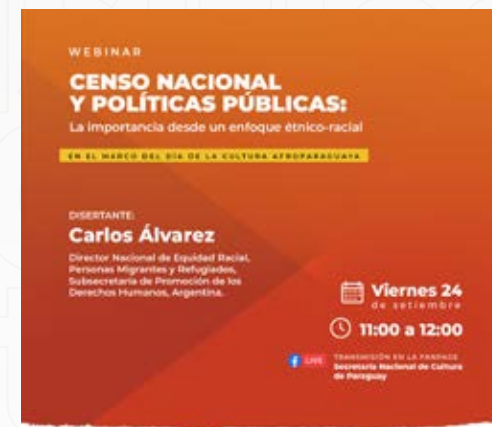 WEBINAR
CENSO NACIONAL
Y POLÍTICAS PÚBLICAS:
La importancia desde un enfoque étnico-racial
EN EL MARCO DEL DÍA DE LA CULTURA AFROPARAGUAYA
DISERTANTE:
Carlos Álvarez
Director Nacional de Equidad Racial,
Personas Migrantes y Refugiados,
Subsecretaría de Promoción de los
Derechos Humanos, Argentina.
Viernes 24
de setiembre
11:00 a 12:00
LIVE
TRANSMISIÓN EN LA FANPAGE
Secretaría Nacional de Cultura
de Paraguay